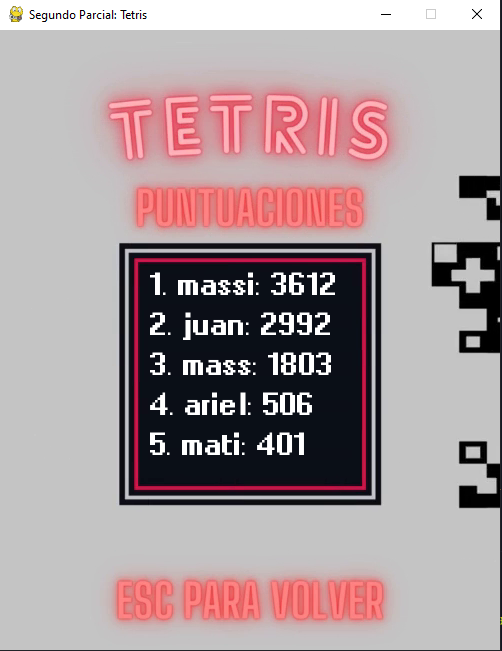 Segundo Parcial: Tetris
TETRIS
PUNTUACIONES
1. massi: 3612
2. juan: 2992
3. mass: 1803
4. ariel: 506
5. mati: 401
ESC PARA VOLVER